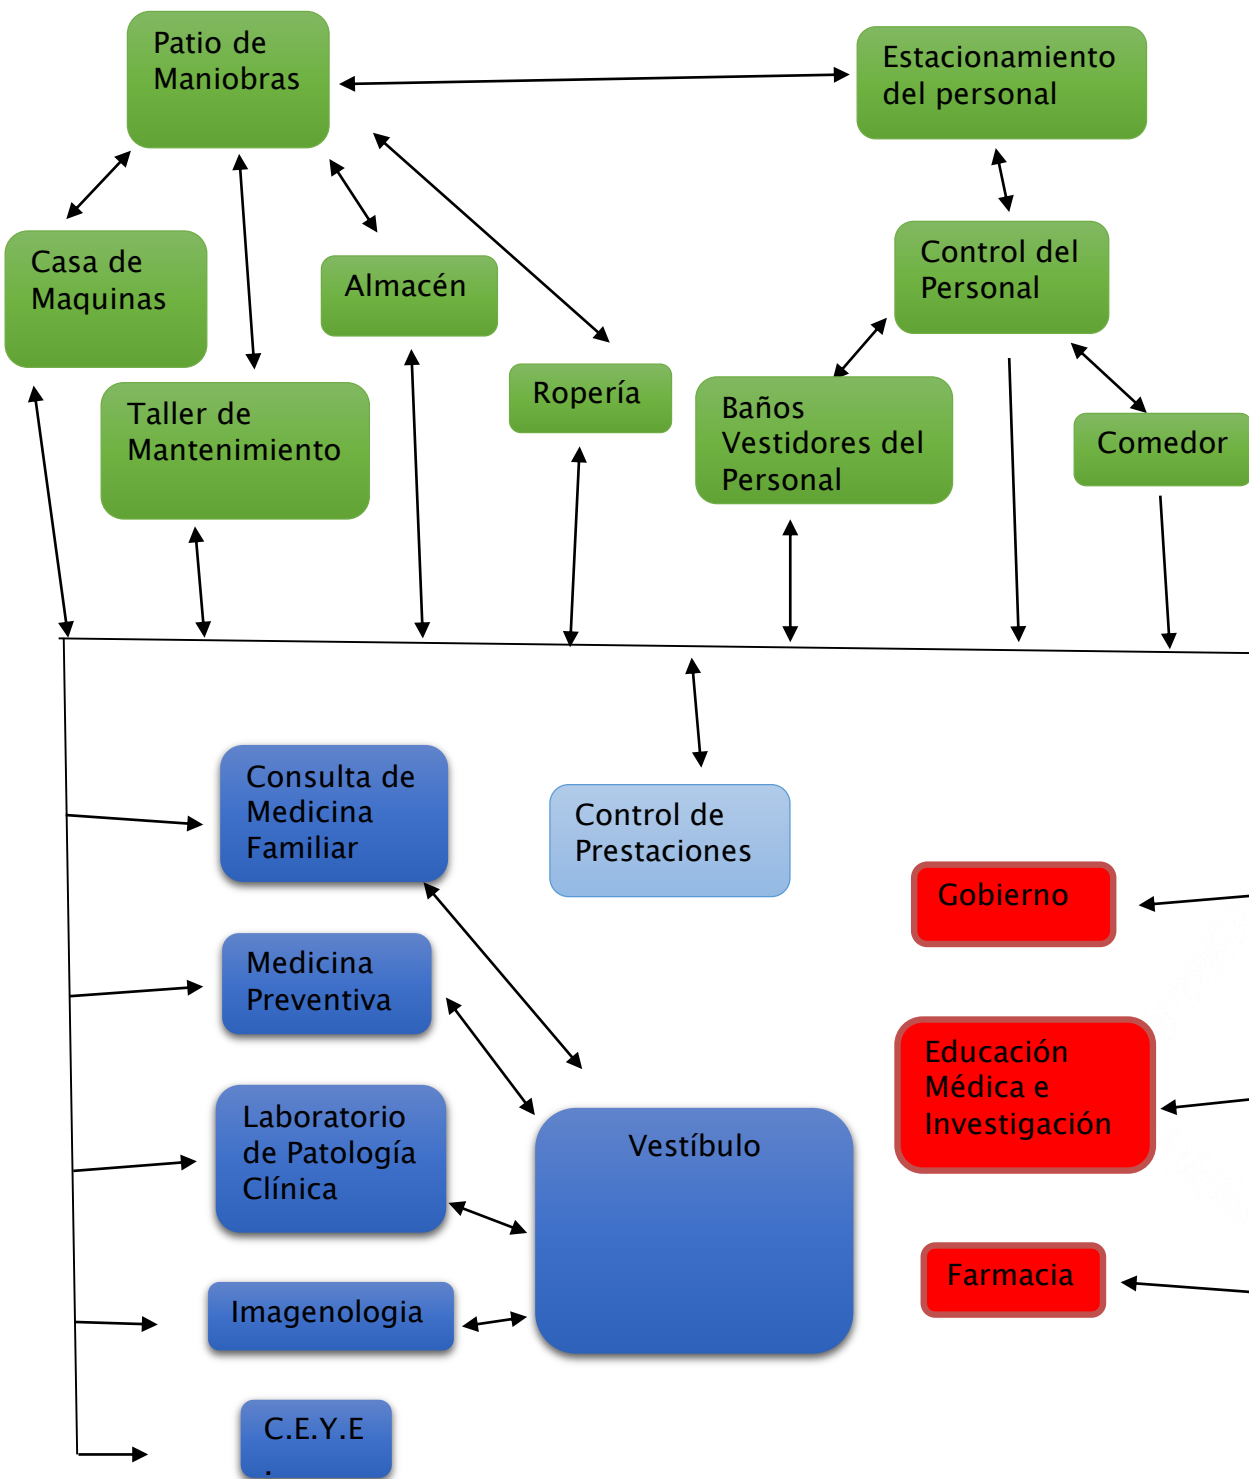 Patio de
Maniobras
Estacionamiento
del personal
Casa de
Maquinas
Almacén
Control del
Personal
Taller de
Mantenimiento
Ropería
Baños
Vestidores del
Personal
Comedor
Consulta de
Medicina
Familiar
Control de
Prestaciones
Gobierno
Medicina
Preventiva
Educación
Médica e
Investigación
Laboratorio
de Patología
Clínica
Vestíbulo
Imagenologia
Farmacia
C.E.Y.E
.